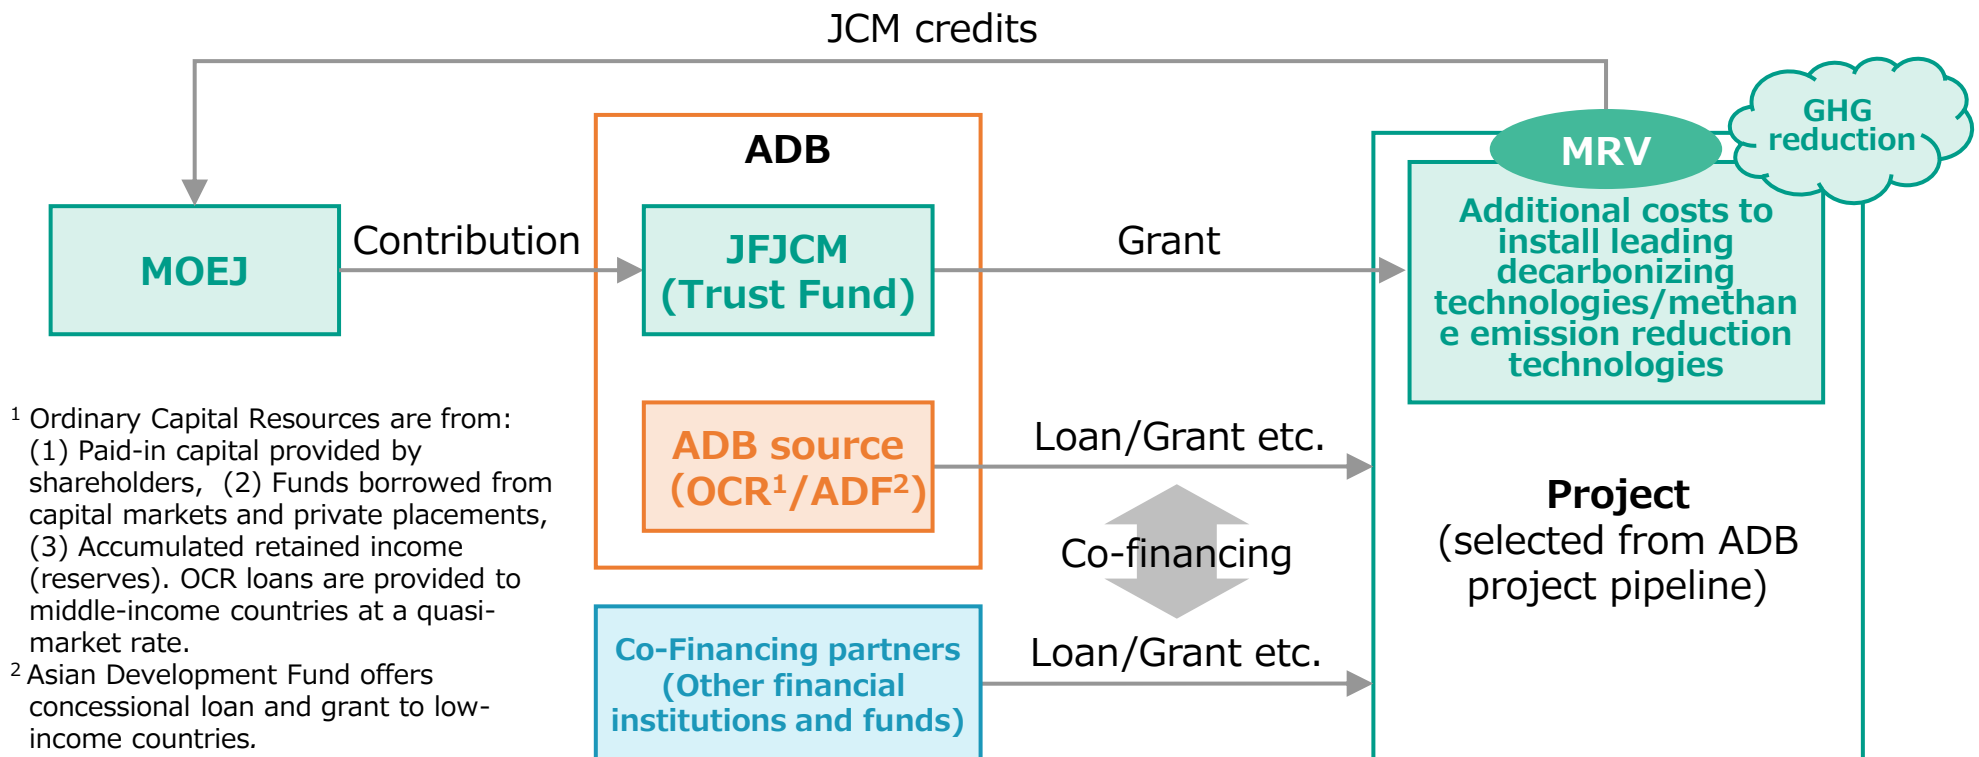 JCM credits
GHG
reduction
ADB
MRV
MOEJ
Contribution
JFJCM
(Trust Fund)
Grant
Additional costs to
install leading
decarbonizing
technologies/methan
e emission reduction
technologies
ADB source
(OCR¹/ADF²)
Loan/Grant etc.
Co-financing
Project
(selected from ADB
project pipeline)
Co-Financing partners
(Other financial
institutions and funds)
Loan/Grant etc.
¹ Ordinary Capital Resources are from:
(1) Paid-in capital provided by
shareholders, (2) Funds borrowed from
capital markets and private placements,
(3) Accumulated retained income
(reserves). OCR loans are provided to
middle-income countries at a quasi-
market rate.
² Asian Development Fund offers
concessional loan and grant to low-
income countries.